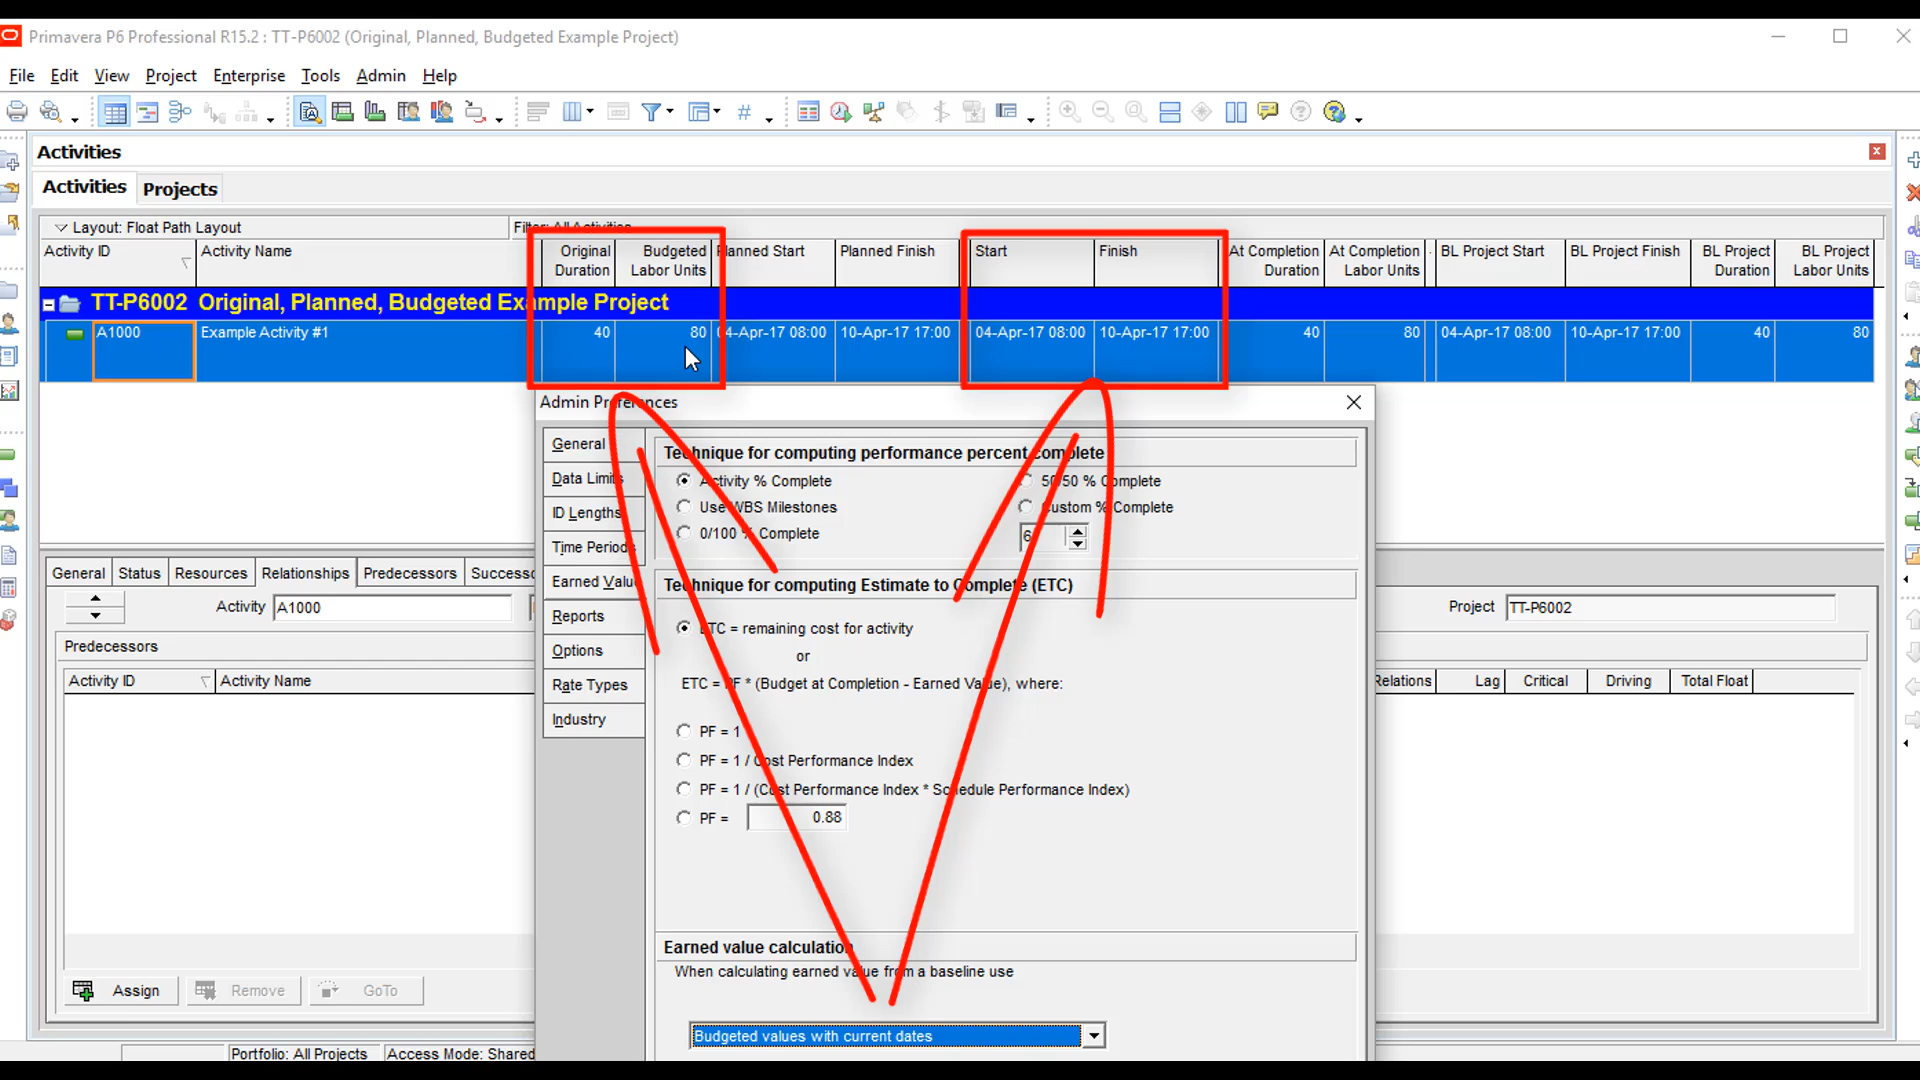 Primavera P6 Professional R15.2 : TT-P6002 (Original, Planned, Budgeted Example Project)
File Edit View Project Enterprise Tools Admin Help
Activities
Activities Projects
Layout: Float Path Layout Filter: All Activities
Activity ID Activity Name Original Duration Budgeted Labor Units Planned Start Planned Finish Start Finish At Completion Duration At Completion Labor Units BL Project Start BL Project Finish BL Project Duration BL Project Labor Units
TT-P6002 Original, Planned, Budgeted Example Project
A1000 Example Activity #1 40 80 04-Apr-17 08:00 10-Apr-17 17:00 04-Apr-17 08:00 10-Apr-17 17:00 40 80 04-Apr-17 08:00 10-Apr-17 17:00 40 80
Admin Preferences
General
Data Limits
ID Lengths
Time Periods
Earned Value
Reports
Options
Rate Types
Industry
Technique for computing performance percent complete
Activity % Complete 50/50 % Complete
Use WBS Milestones Custom % Complete
0/100 % Complete 6
Technique for computing Estimate to Complete (ETC)
ETC = remaining cost for activity
or
ETC = PF * (Budget at Completion - Earned Value), where:
PF = 1
PF = 1 / Cost Performance Index
PF = 1 / (Cost Performance Index * Schedule Performance Index)
PF = 0.88
Earned value calculation
When calculating earned value from a baseline use
Budgeted values with current dates
General Status Resources Relationships Predecessors
Activity A1000 Project TT-P6002
Predecessors
Activity ID Activity Name Relations Lag Critical Driving Total Float
Assign Remove GoTo
Portfolio: All Projects Access Mode: Shared